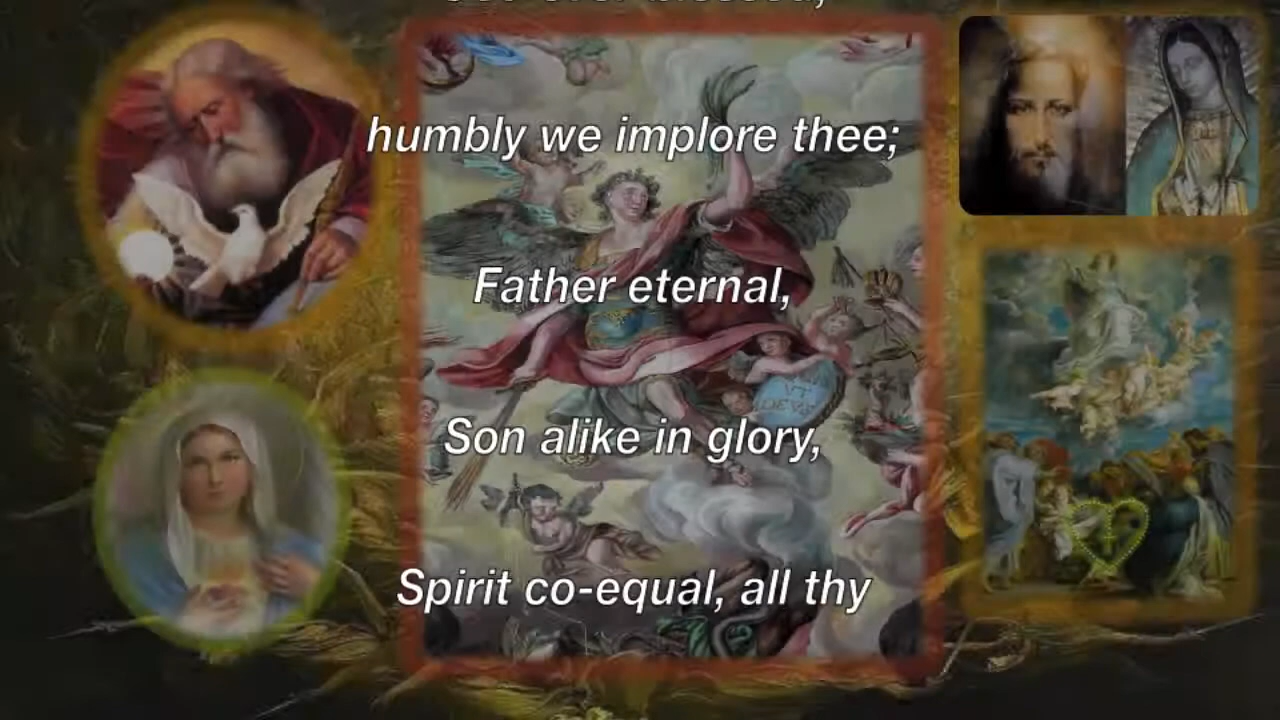 humbly we implore thee;
Father eternal,
Son alike in glory,
Spirit co-equal, all thy